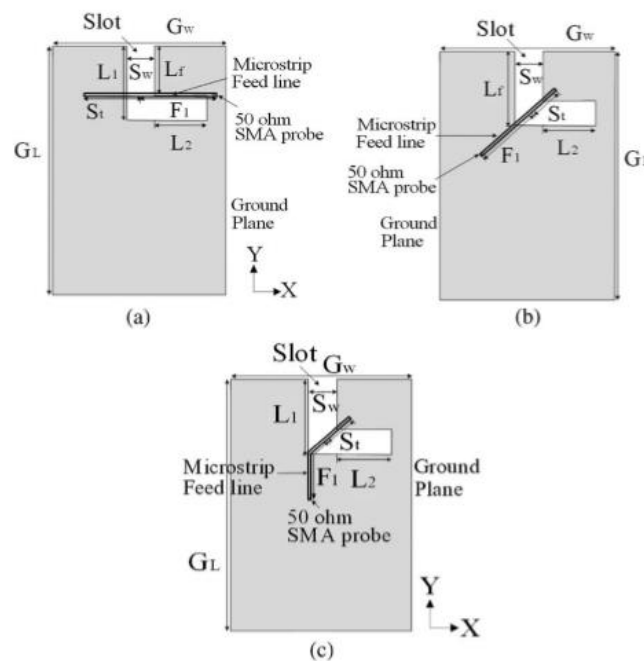 Slot
Gw
L1
Sw
Lf
Microstrip
Feed line
St
F1
50 ohm
SMA probe
L2
GL
Ground
Plane
Y
X
(a)
Slot
Gw
Sw
Lf
Microstrip
Feed line
St
F1
L2
50 ohm
SMA probe
Ground
Plane
Y
X
(b)
Slot
Gw
L1
Sw
St
Microstrip
Feed line
F1
L2
Ground
Plane
50 ohm
SMA probe
GL
Y
X
(c)